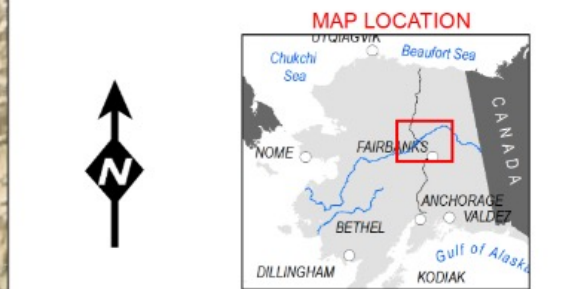 MAP LOCATION
UTQIAGVIK
Chukchi
Sea
Beaufort Sea
CANADA
NOME
FAIRBANKS
ANCHORAGE
VALDEZ
BETHEL
Gulf of Alaska
DILLINGHAM
KODIAK
N